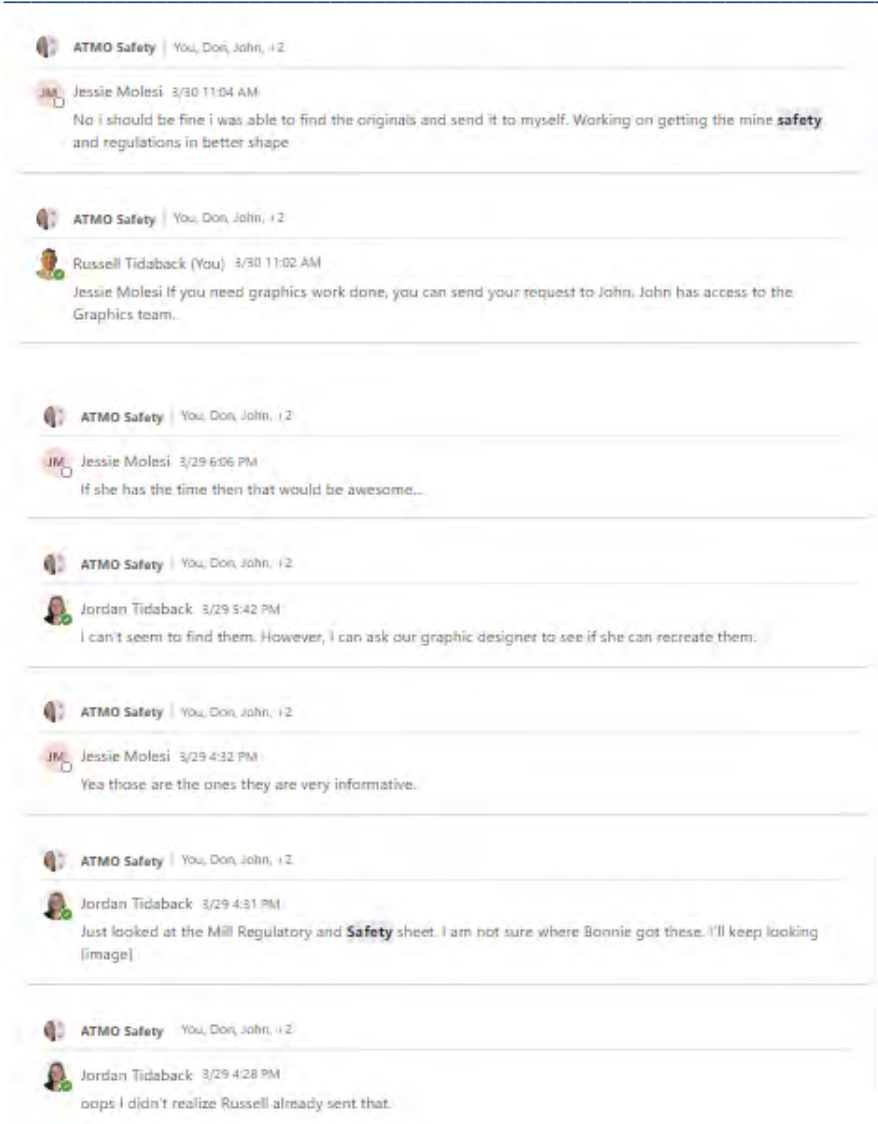 ATMO Safety | You, Don, John, +2
Jessie Molesi 3/30 11:04 AM
No i should be fine i was able to find the originals and send it to myself. Working on getting the mine safety
and regulations in better shape
ATMO Safety | You, Don, John, +2
Russell Tidaback (You) 3/30 11:02 AM
Jessie Molesi If you need graphics work done, you can send your request to John. John has access to the
Graphics team.
ATMO Safety | You, Don, John, +2
JM Jessie Molesi 3/29 6:06 PM
If she has the time then that would be awesome...
ATMO Safety | You, Don, John, +2
Jordan Tidaback 3/29 5:42 PM
I can't seem to find them. However, I can ask our graphic designer to see if she can recreate them.
ATMO Safety | You, Don, John, +2
JM Jessie Molesi 3/29 4:32 PM
Yea those are the ones they are very informative.
ATMO Safety | You, Don, John, +2
Jordan Tidaback 3/29 4:31 PM
Just looked at the Mill Regulatory and Safety sheet. I am not sure where Bonnie got these. I'll keep looking
[image]
ATMO Safety You, Don, John, +2
Jordan Tidaback 3/29 4:28 PM
oops I didn't realize Russell already sent that.